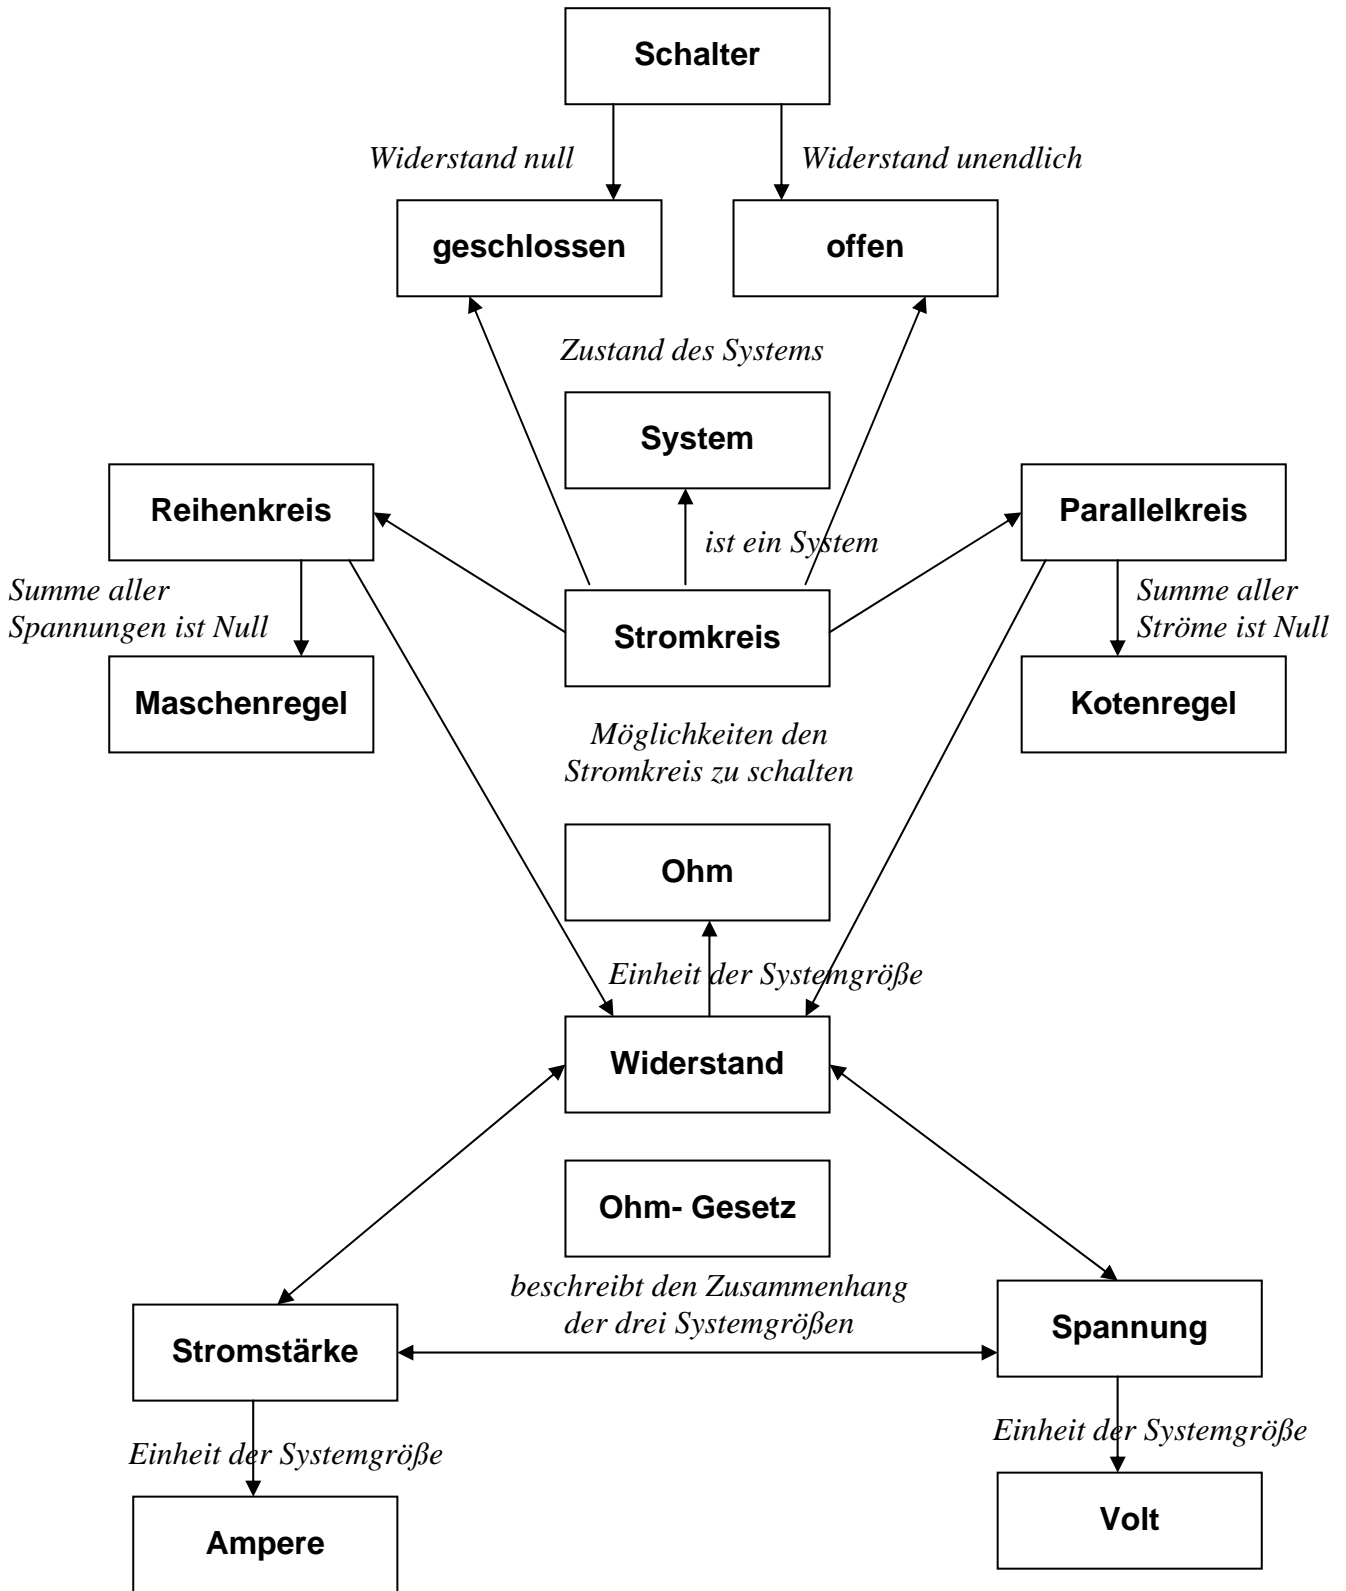 Schalter
Widerstand null
Widerstand unendlich
geschlossen
offen
Zustand des Systems
System
Reihenkreis
Parallelkreis
ist ein System
Summe aller
Spannungen ist Null
Stromkreis
Summe aller
Ströme ist Null
Maschenregel
Kotenregel
Möglichkeiten den
Stromkreis zu schalten
Ohm
Einheit der Systemgröße
Widerstand
Ohm- Gesetz
beschreibt den Zusammenhang
der drei Systemgrößen
Stromstärke
Spannung
Einheit der Systemgröße
Einheit der Systemgröße
Ampere
Volt